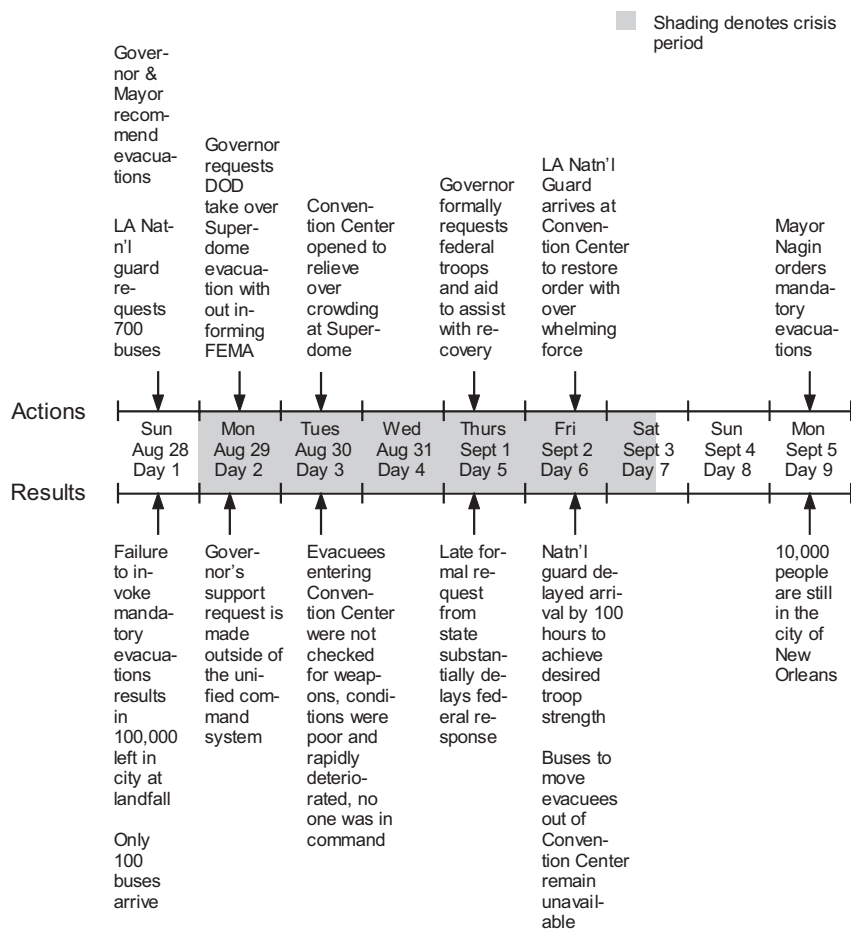 Shading denotes crisis
period
Gover-
nor &
Mayor
recom-
mend
evacua-
tions
LA Nat-
n'l
guard
re-
quests
700
buses
Governor
requests
DOD
take over
Super-
dome
evacua-
tion with
out in-
forming
FEMA
Conven-
tion Center
opened to
relieve
over
crowding
at Super-
dome
Governor
formally
requests
federal
troops
and aid
to assist
with re-
covery
LA Natn'l
Guard
arrives at
Conven-
tion Center
to restore
order with
over
whelming
force
Mayor
Nagin
orders
manda-
tory
evacua-
tions
Actions
Sun
Aug 28
Day 1
Mon
Aug 29
Day 2
Tues
Aug 30
Day 3
Wed
Aug 31
Day 4
Thurs
Sept 1
Day 5
Fri
Sept 2
Day 6
Sat
Sept 3
Day 7
Sun
Sept 4
Day 8
Mon
Sept 5
Day 9
Results
Failure
to in-
voke
manda-
tory
evacua-
tions
results
in
100,000
left in
city at
landfall
Only
100
buses
arrive
Gover-
nor's
support
request is
made
outside of
the uni-
fied com-
mand
system
Evacuees
entering
Conven-
tion Center
were not
checked
for weap-
ons, condi-
tions were
poor and
rapidly
deterio-
rated, no
one was in
command
Late for-
mal re-
quest
from
state
substan-
tially de-
lays fed-
eral re-
sponse
Natn'l
guard de-
layed arri-
val by 100
hours to
achieve
desired
troop
strength
Buses to
move
evacuees
out of
Conven-
tion Center
remain
unavail-
able
10,000
people
are still
in the
city of
New
Orleans